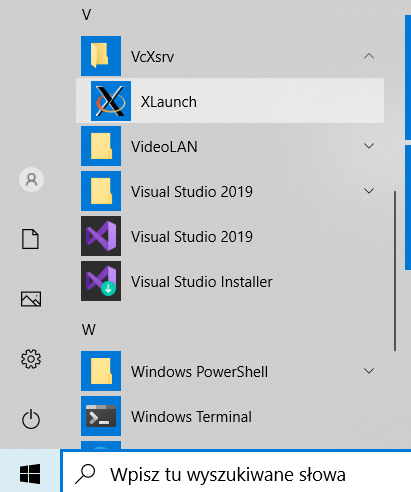 V
VcXsrv
XLaunch
VideoLAN
Visual Studio 2019
Visual Studio 2019
Visual Studio Installer
W
Windows PowerShell
Windows Terminal
Wpisz tu wyszukiwane słowa